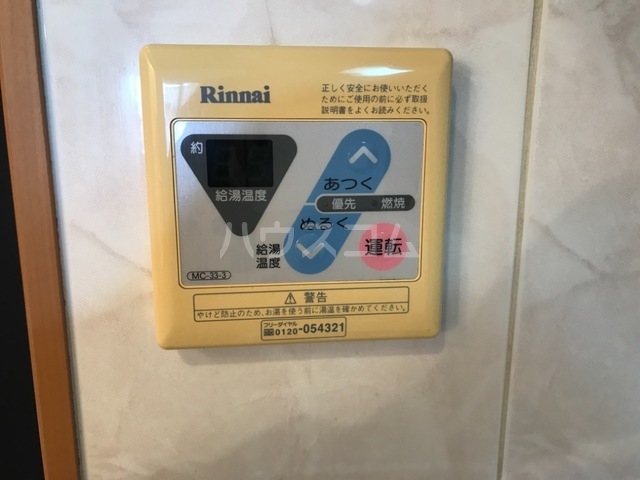 Rinnai
正しく安全にお使いいただく
ためにご使用の前に必ず取扱
説明書をよくお読みください。
約
給湯温度
あつく
優先 燃焼
ぬるく
給湯
温度
運転
MC-33-3
ハウスコム
⚠ 警告
やけど防止のため、お湯を使う前に湯温を確かめてください。
フリーダイヤル
0120-054321